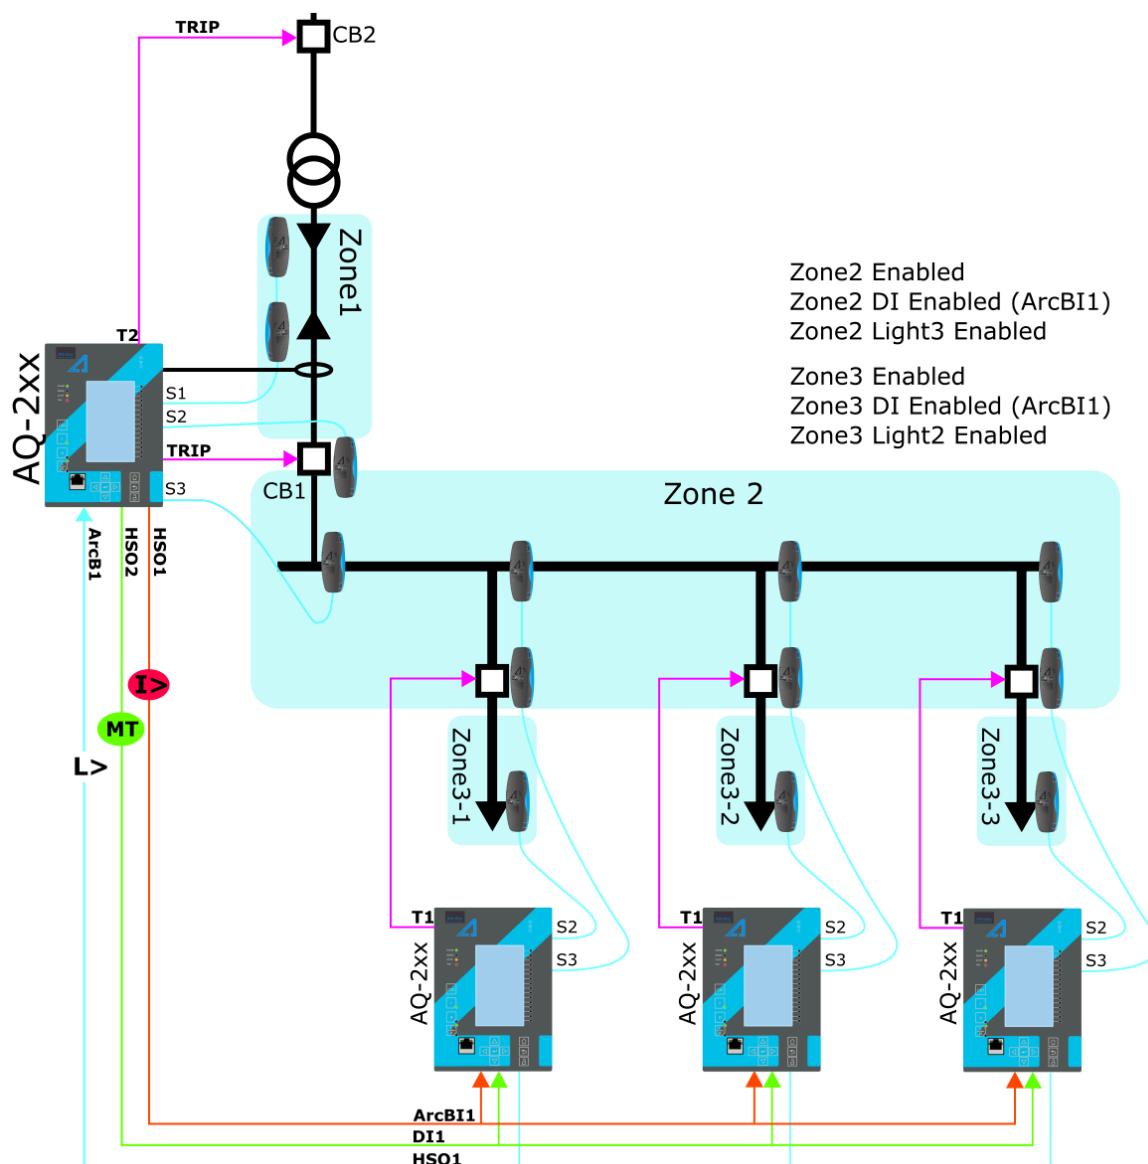 TRIP
CB2
Zone1
Zone2 Enabled
Zone2 DI Enabled (ArcBI1)
Zone2 Light3 Enabled
Zone3 Enabled
Zone3 DI Enabled (ArcBI1)
Zone3 Light2 Enabled
T2
AQ-2xx
S1
S2
TRIP
S3
CB1
Zone 2
ArcB1
HSO2
HSO1
I>
MT
L>
Zone3-1
Zone3-2
Zone3-3
T1
S2
S3
AQ-2xx
T1
S2
S3
AQ-2xx
T1
S2
S3
AQ-2xx
ArcBI1
DI1
HSO1